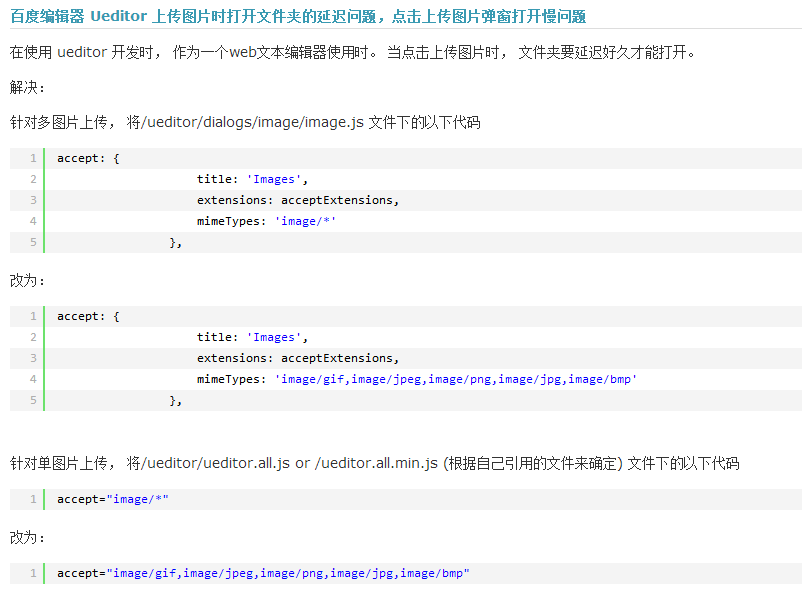 百度编辑器 Ueditor 上传图片时打开文件夹的延迟问题，点击上传图片弹窗打开慢问题
在使用 ueditor 开发时， 作为一个web文本编辑器使用时。 当点击上传图片时， 文件夹要延迟好久才能打开。
解决：
针对多图片上传， 将/ueditor/dialogs/image/image.js 文件下的以下代码
1 accept: {
2 title: 'Images',
3 extensions: acceptExtensions,
4 mimeTypes: 'image/*'
5 },
改为：
1 accept: {
2 title: 'Images',
3 extensions: acceptExtensions,
4 mimeTypes: 'image/gif,image/jpeg,image/png,image/jpg,image/bmp'
5 },
针对单图片上传， 将/ueditor/ueditor.all.js or /ueditor.all.min.js (根据自己引用的文件来确定) 文件下的以下代码
1 accept="image/*"
改为：
1 accept="image/gif,image/jpeg,image/png,image/jpg,image/bmp"